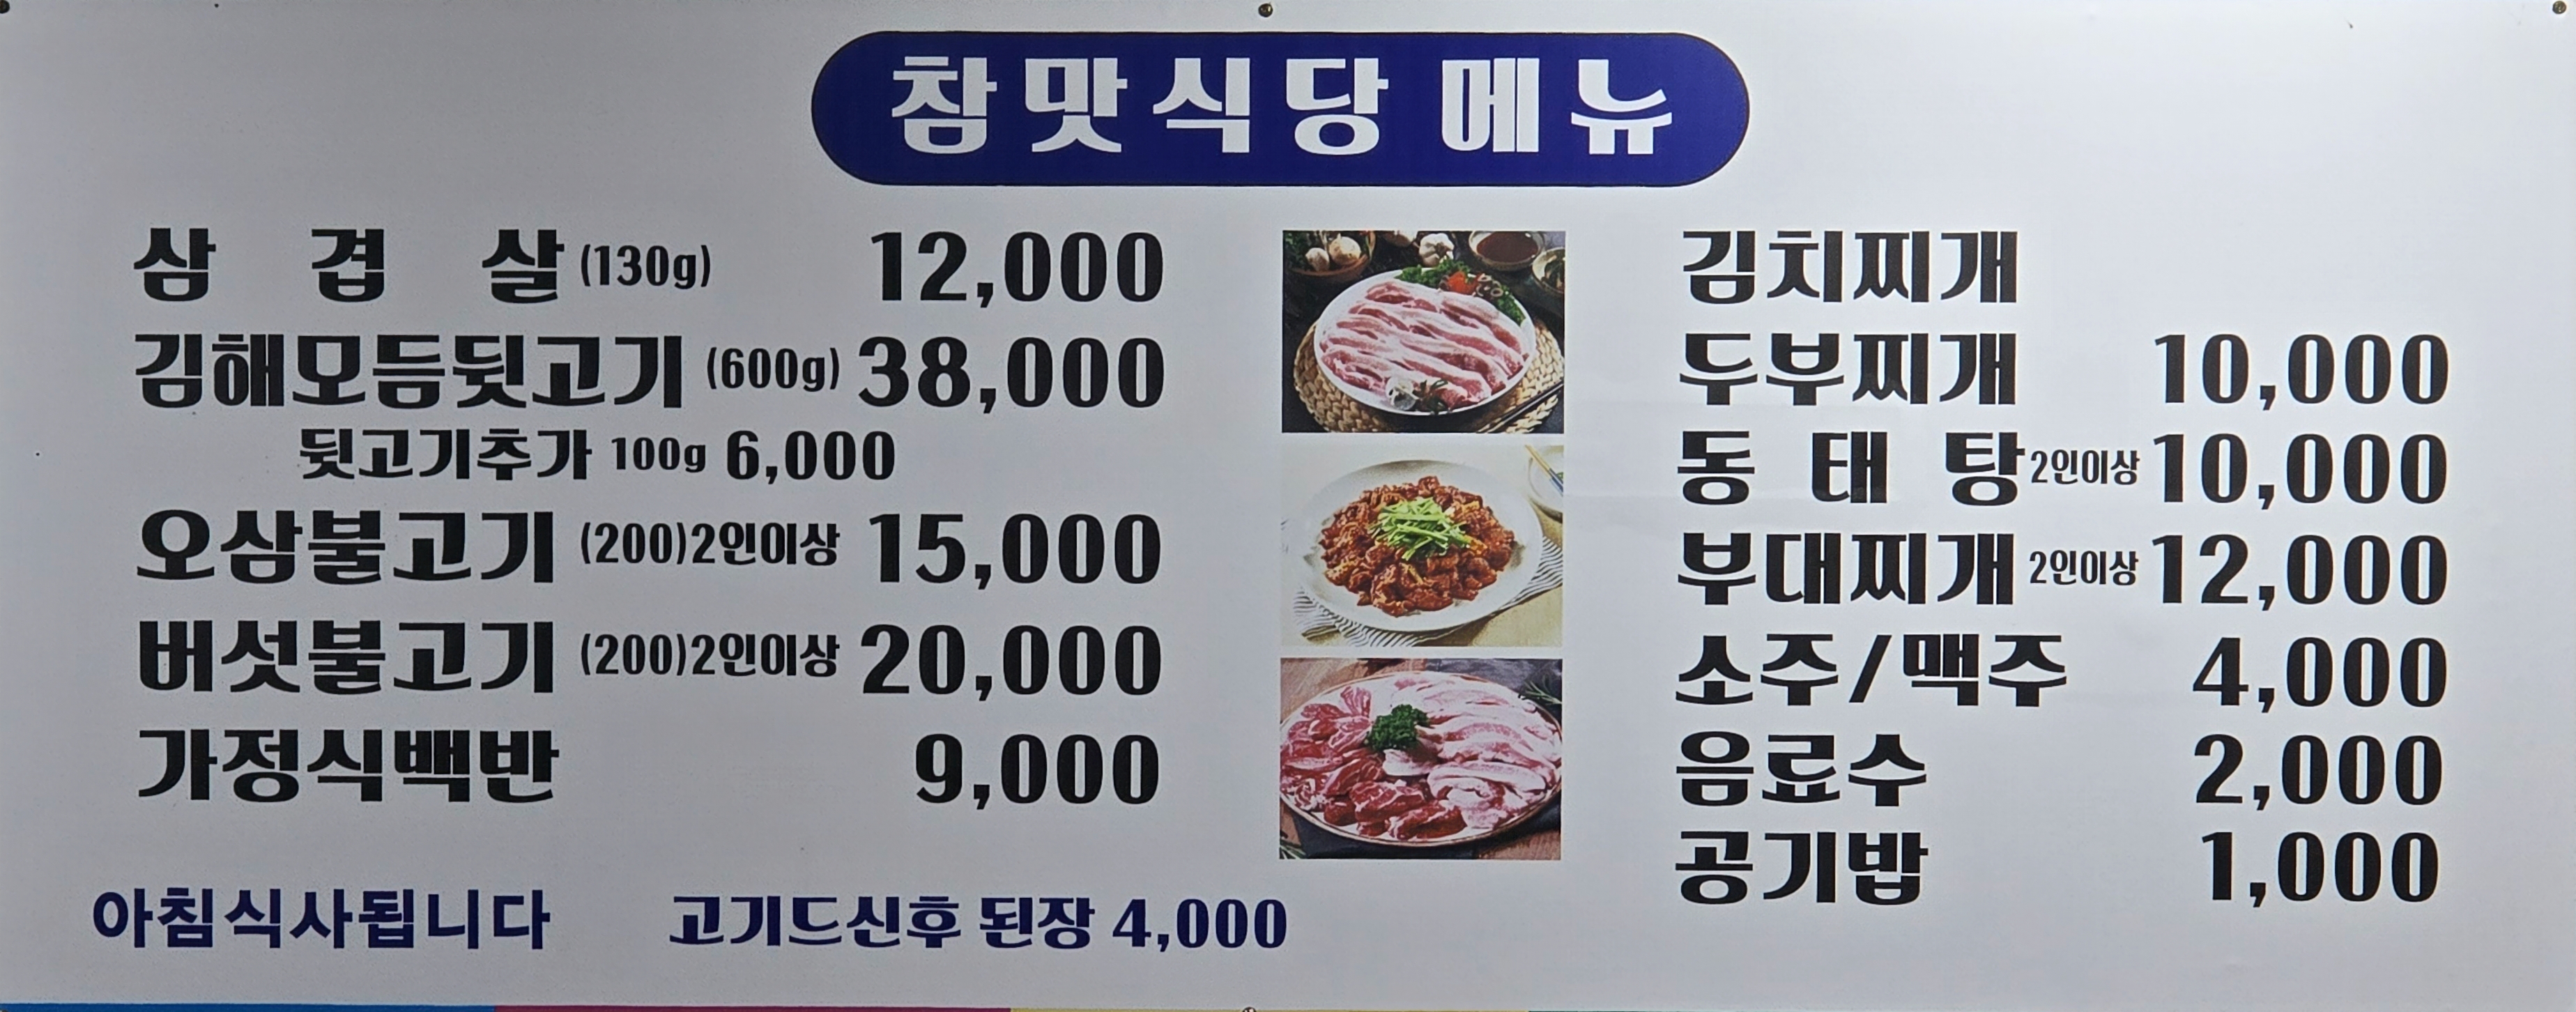 참맛식당 메뉴
삼 겹 살 (130g) 12,000
김해모듬뒷고기 (600g) 38,000
뒷고기추가 100g 6,000
오삼불고기 (200)2인이상 15,000
버섯불고기 (200)2인이상 20,000
가정식백반 9,000
아침식사됩니다
고기드신후 된장 4,000
김치찌개
두부찌개 10,000
동 태 탕 2인이상 10,000
부대찌개 2인이상 12,000
소주/맥주 4,000
음료수 2,000
공기밥 1,000